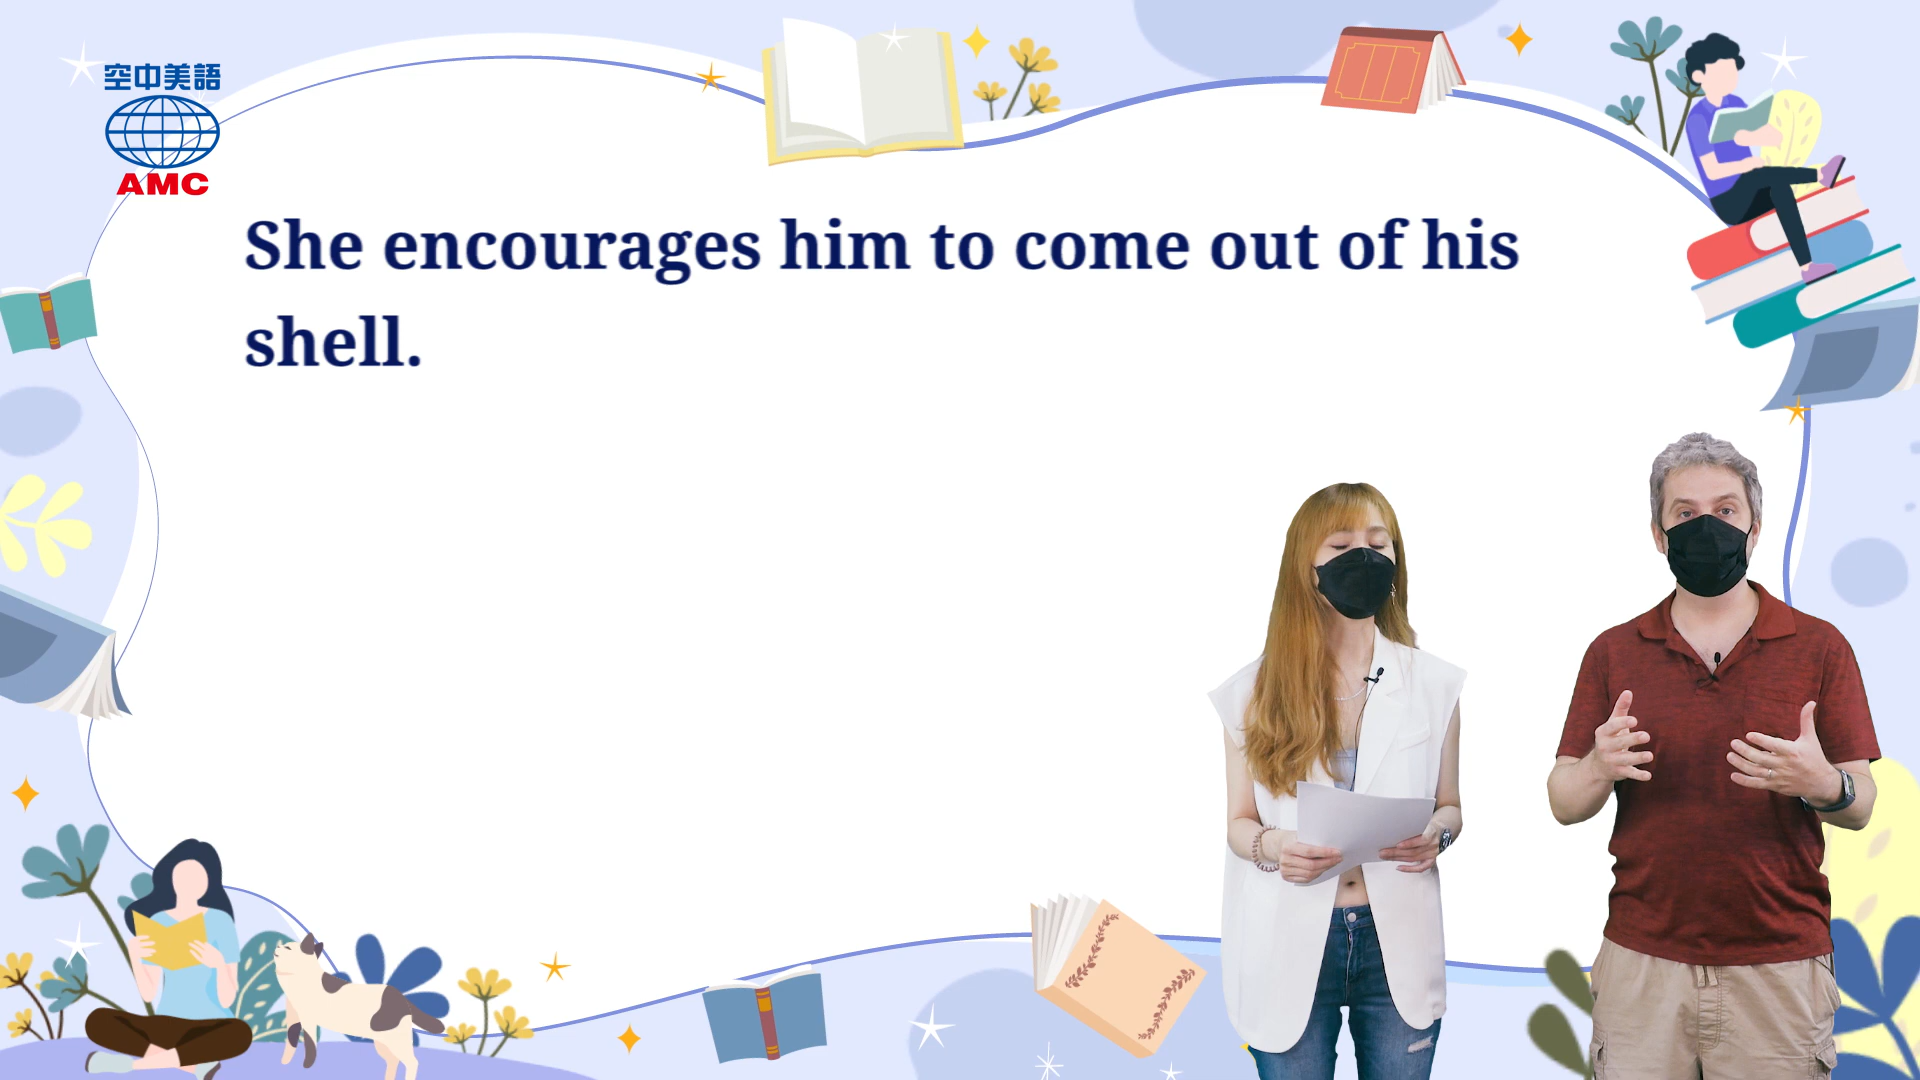 空中美語
AMC
She encourages him to come out of his
shell.